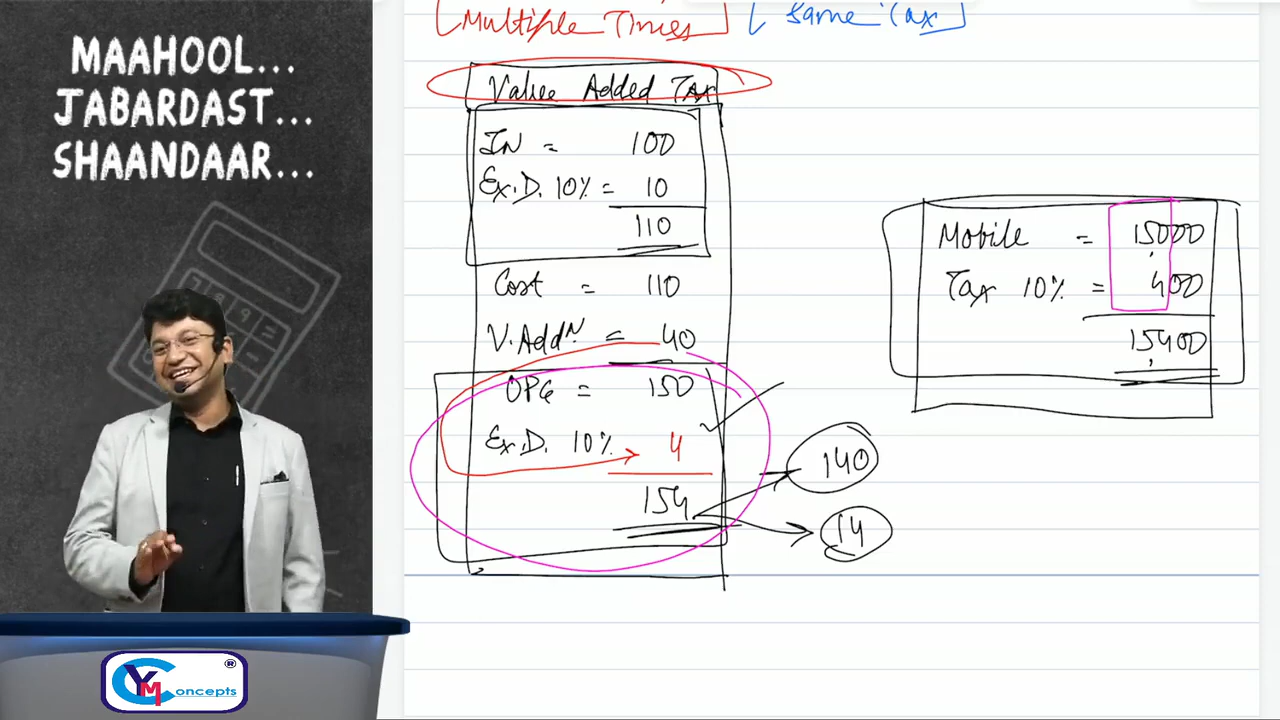 MAAHOOL...
JABARDAST...
SHAANDAAR...
[Multiple Times] [Same Tax]
Value Added Tax
IN = 100
Ex.D. 10% = 10
110
Cost = 110
V.Addⁿ = 40
OPG = 150
Ex.D. 10% 4
154
140
14
Mobile = 15000
Tax 10% = 400
15400
YM Concepts ®